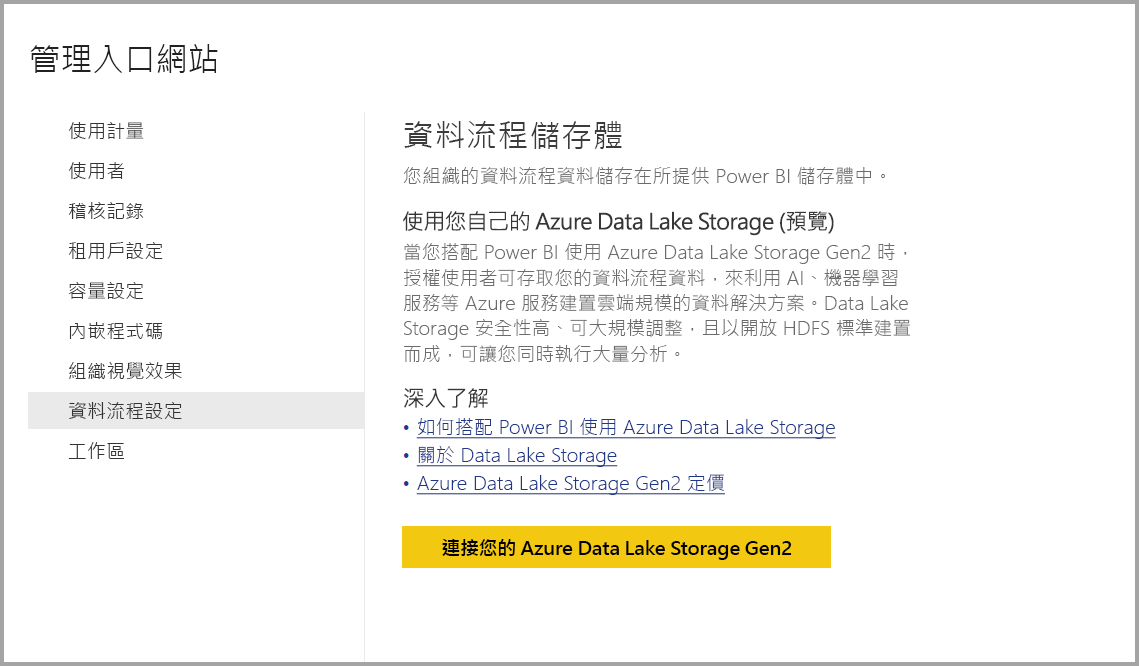 管理入口網站
使用計量
使用者
稽核記錄
租用戶設定
容量設定
內嵌程式碼
組織視覺效果
資料流程設定
工作區
資料流程儲存體
您組織的資料流程資料儲存在所提供 Power BI 儲存體中。
使用您自己的 Azure Data Lake Storage (預覽)
當您搭配 Power BI 使用 Azure Data Lake Storage Gen2 時，
授權使用者可存取您的資料流程資料，來利用 AI、機器學習
服務等 Azure 服務建置雲端規模的資料解決方案。Data Lake
Storage 安全性高、可大規模調整，且以開放 HDFS 標準建置
而成，可讓您同時執行大量分析。
深入了解
• 如何搭配 Power BI 使用 Azure Data Lake Storage
• 關於 Data Lake Storage
• Azure Data Lake Storage Gen2 定價
連接您的 Azure Data Lake Storage Gen2